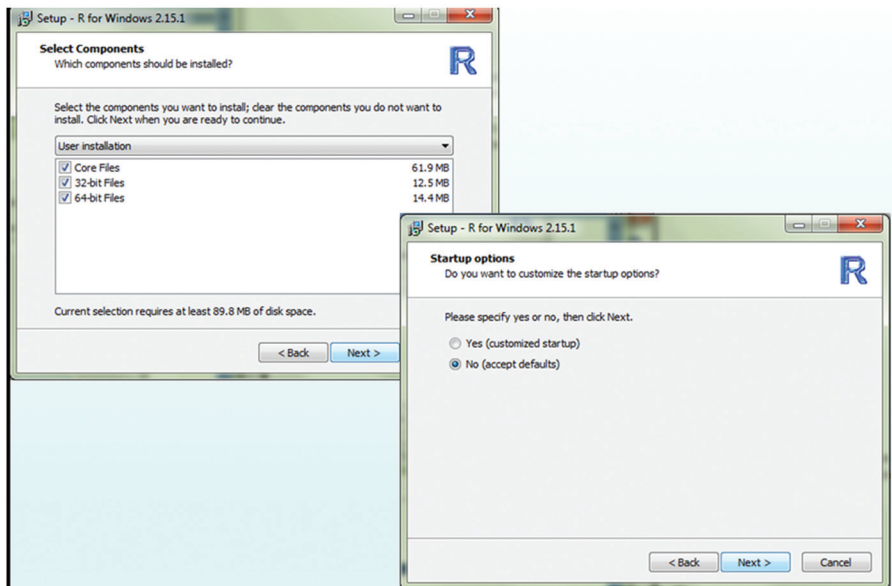 Setup - R for Windows 2.15.1
Select Components
Which components should be installed?
R
Select the components you want to install; clear the components you do not want to
install. Click Next when you are ready to continue.
User installation
Core Files 61.9 MB
32-bit Files 12.5 MB
64-bit Files 14.4 MB
Current selection requires at least 89.8 MB of disk space.
< Back Next >
Setup - R for Windows 2.15.1
Startup options
Do you want to customize the startup options?
R
Please specify yes or no, then click Next.
Yes (customized startup)
No (accept defaults)
< Back Next > Cancel